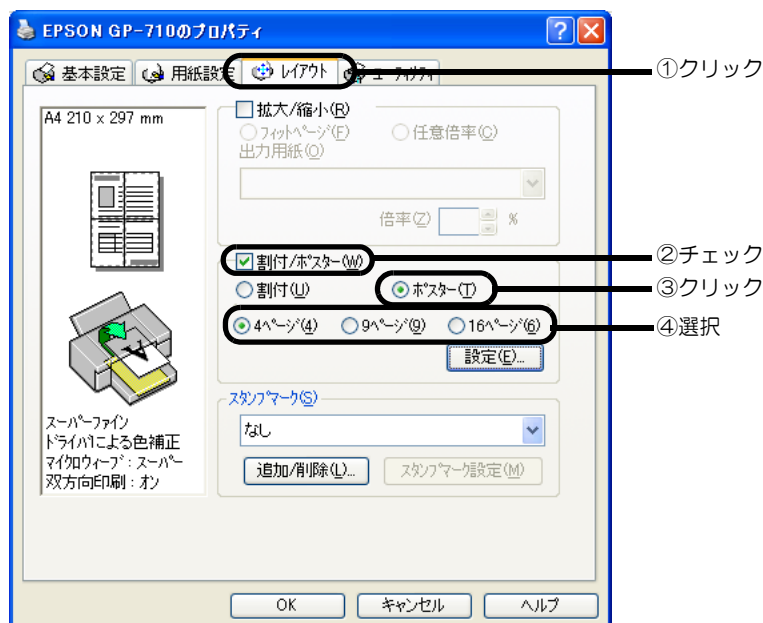 EPSON GP-710のプロパティ
基本設定 用紙設定 レイアウト ユーティリティ
①クリック
A4 210 x 297 mm
拡大/縮小(R)
フィットページ(F) 任意倍率(C)
出力用紙(O)
倍率(Z) %
割付/ポスター(W)
②チェック
割付(U) ポスター(T)
③クリック
4ページ(4) 9ページ(9) 16ページ(6)
④選択
設定(E)...
スタンプマーク(S)
なし
追加/削除(L)... スタンプマーク設定(M)
スーパーファイン
ドライバによる色補正
マイクロウィーブ:スーパー
双方向印刷:オン
OK キャンセル ヘルプ